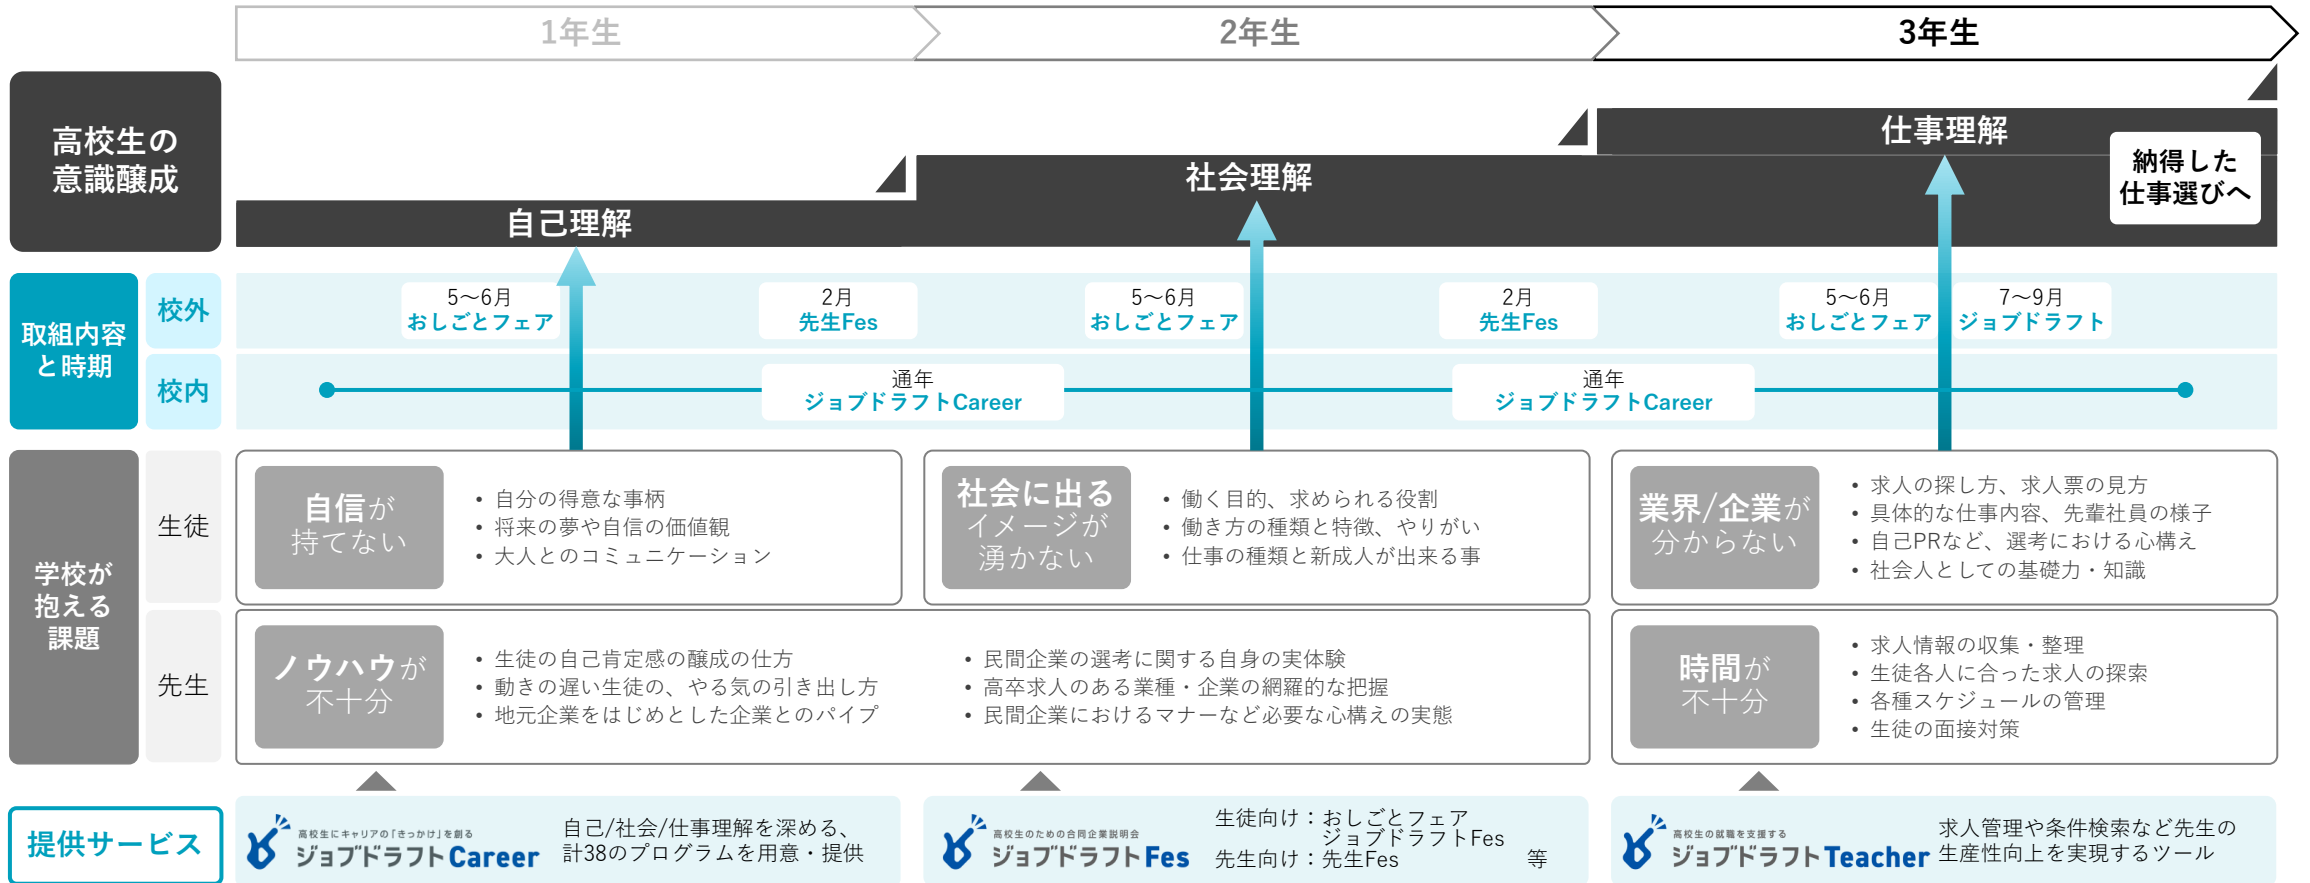 1年生
2年生
3年生
高校生の
意識醸成
自己理解
社会理解
仕事理解
納得した
仕事選びへ
取組内容
と時期
校外
5〜6月
おしごとフェア
2月
先生Fes
5〜6月
おしごとフェア
2月
先生Fes
5〜6月
おしごとフェア
7〜9月
ジョブドラフト
校内
通年
ジョブドラフトCareer
通年
ジョブドラフトCareer
学校が
抱える
課題
生徒
自信が
持てない
• 自分の得意な事柄
• 将来の夢や自信の価値観
• 大人とのコミュニケーション
社会に出る
イメージが
湧かない
• 働く目的、求められる役割
• 働き方の種類と特徴、やりがい
• 仕事の種類と新成人が出来る事
業界/企業が
分からない
• 求人の探し方、求人票の見方
• 具体的な仕事内容、先輩社員の様子
• 自己PRなど、選考における心構え
• 社会人としての基礎力・知識
先生
ノウハウが
不十分
• 生徒の自己肯定感の醸成の仕方
• 動きの遅い生徒の、やる気の引き出し方
• 地元企業をはじめとした企業とのパイプ
• 民間企業の選考に関する自身の実体験
• 高卒求人のある業種・企業の網羅的な把握
• 民間企業におけるマナーなど必要な心構えの実態
時間が
不十分
• 求人情報の収集・整理
• 生徒各人に合った求人の探索
• 各種スケジュールの管理
• 生徒の面接対策
提供サービス
高校生にキャリアの「きっかけ」を創る
ジョブドラフトCareer
自己/社会/仕事理解を深める、
計38のプログラムを用意・提供
高校生のための合同企業説明会
ジョブドラフトFes
生徒向け：おしごとフェア
ジョブドラフトFes
先生向け：先生Fes 等
高校生の就職を支援する
ジョブドラフトTeacher
求人管理や条件検索など先生の
生産性向上を実現するツール